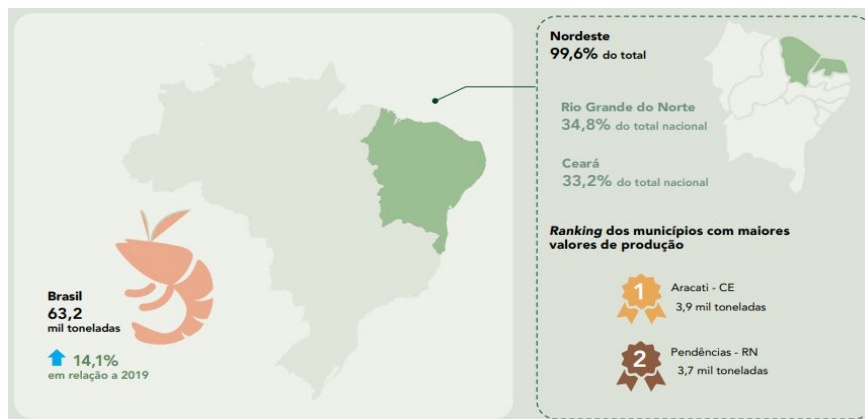 Brasil
63,2
mil toneladas
14,1%
em relação a 2019
Nordeste
99,6% do total
Rio Grande do Norte
34,8% do total nacional
Ceará
33,2% do total nacional
Ranking dos municípios com maiores
valores de produção
1
Aracati - CE
3,9 mil toneladas
2
Pendências - RN
3,7 mil toneladas